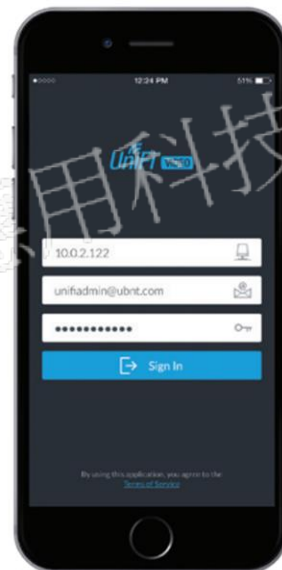 12:24 PM
51%
UniFi VIDEO
用科技
10.0.2.122
unifiadmin@ubnt.com
•••••••••••
Sign In
By using this application, you agree to the
Terms of Service